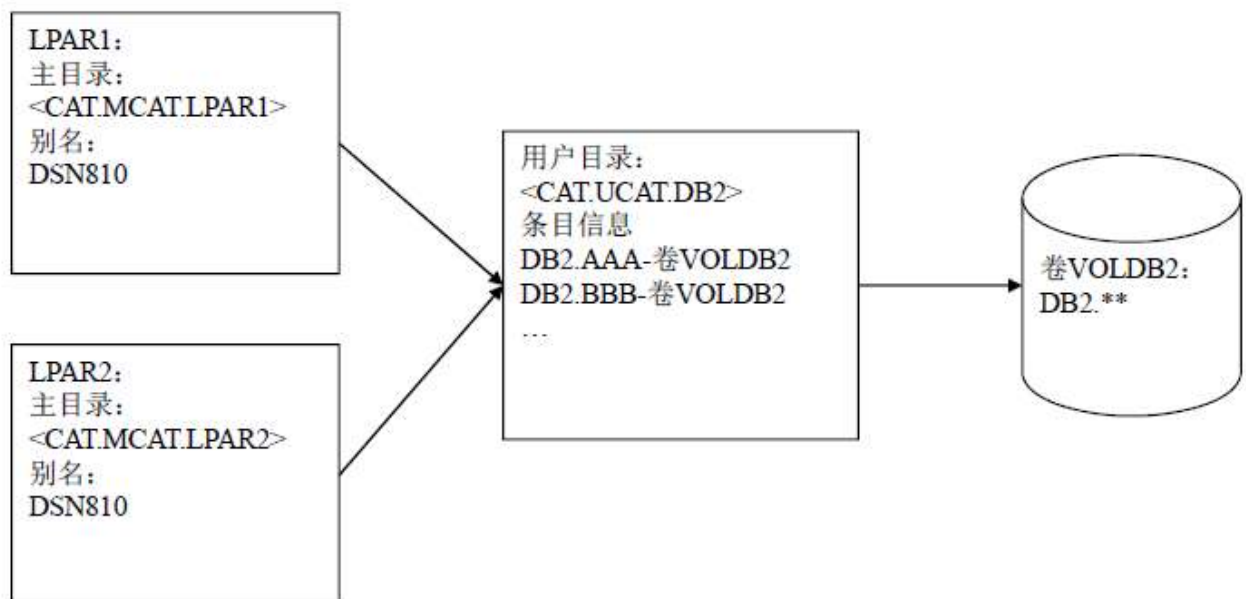 LPAR1：
主目录：
<CAT.MCAT.LPAR1>
别名：
DSN810
LPAR2：
主目录：
<CAT.MCAT.LPAR2>
别名：
DSN810
用户目录：
<CAT.UCAT.DB2>
条目信息
DB2.AAA-卷VOLDB2
DB2.BBB-卷VOLDB2
…
卷VOLDB2：
DB2.**